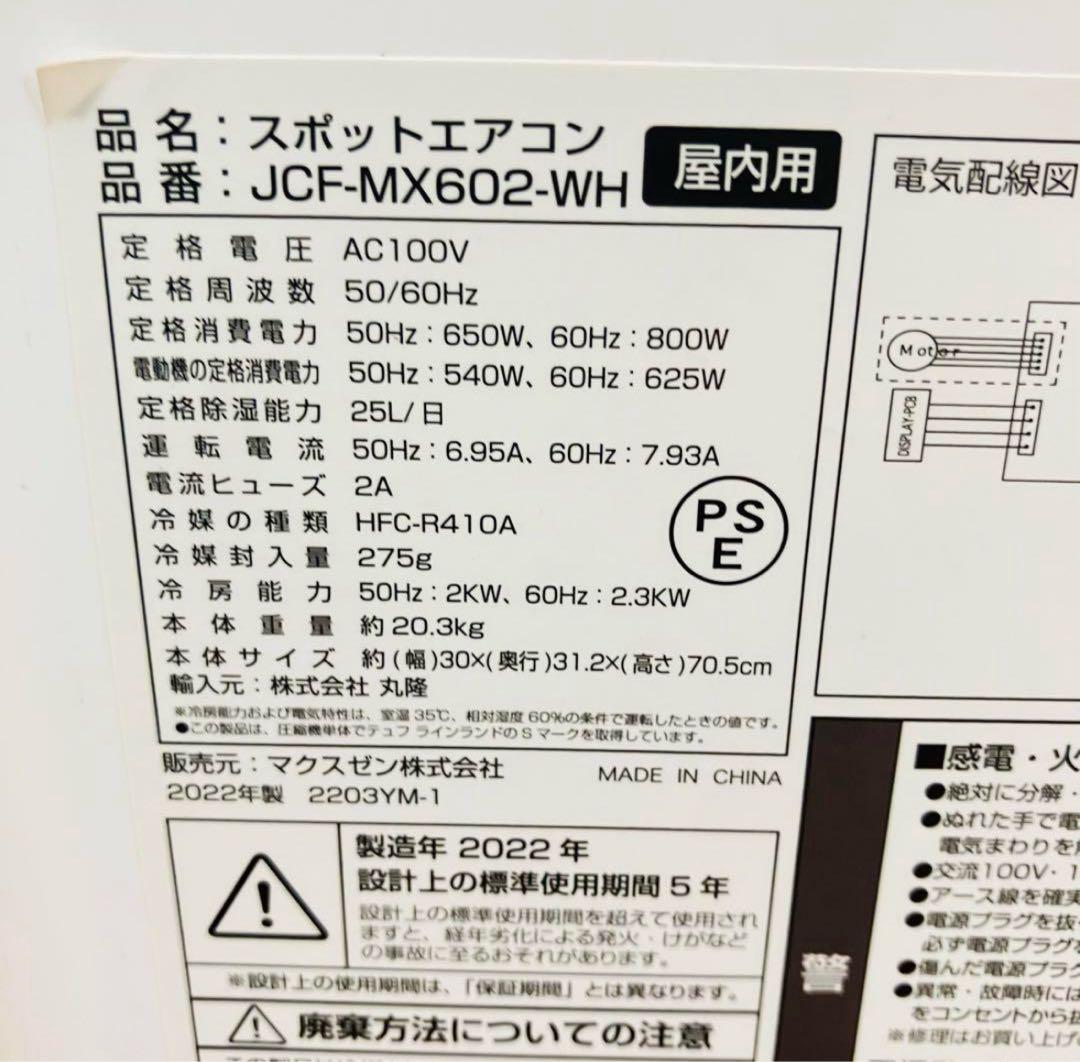 品名：スポットエアコン
品番：JCF-MX602-WH
屋内用
定格電圧 AC100V
定格周波数 50/60Hz
定格消費電力 50Hz：650W、60Hz：800W
電動機の定格消費電力 50Hz：540W、60Hz：625W
定格除湿能力 25L/日
運転電流 50Hz：6.95A、60Hz：7.93A
電流ヒューズ 2A
冷媒の種類 HFC-R410A
冷媒封入量 275g
冷房能力 50Hz：2KW、60Hz：2.3KW
本体重量 約20.3kg
本体サイズ 約(幅)30×(奥行)31.2×(高さ)70.5cm
輸入元：株式会社 丸隆
※冷房能力および電気特性は、室温35℃、相対湿度60%の条件で運転したときの値です。
●この製品は、圧縮機単体でテュフ ラインランドのSマークを取得しています。
PS
E
販売元：マクスゼン株式会社
MADE IN CHINA
2022年製 2203YM-1
製造年 2022年
設計上の標準使用期間 5年
設計上の標準使用期間を超えて使用され
ますと、経年劣化による発火・けがなど
の事故に至るおそれがあります。
※設計上の使用期間は、「保証期間」とは異なります。
廃棄方法についての注意
電気配線図
Motor
DISPLAY-PCB
警
■感電・火
●絶対に分解・
●ぬれた手で電
電気まわりを
●交流100V・1
●アース線を確実
●電源プラグを抜
必ず電源プラグ
●傷んだ電源プラグ
●異常・故障時には
をコンセントから抜
※修理はお買い上げ